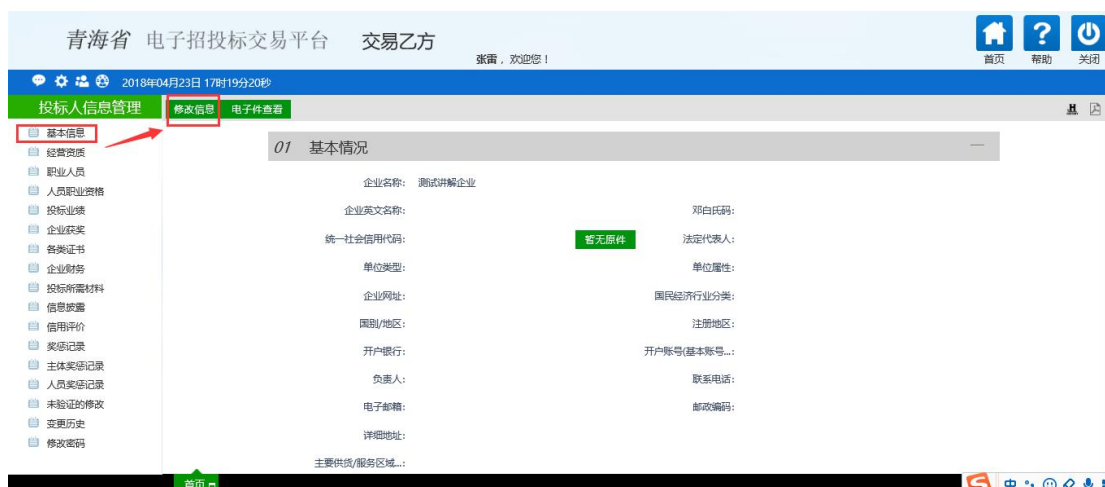 青海省 电子招投标交易平台 交易乙方
张雷，欢迎您！
首页 帮助 关闭
2018年04月23日 17时19分20秒
投标人信息管理 修改信息 电子件查看
基本信息
经营资质
职业人员
人员职业资格
投标业绩
企业获奖
各类证书
企业财务
投标所需材料
信息披露
信用评价
奖惩记录
主体奖惩记录
人员奖惩记录
未验证的修改
变更历史
修改密码
01 基本情况
企业名称: 测试讲解企业
企业英文名称: 邓白氏码:
统一社会信用代码: 暂无原件 法定代表人:
单位类型: 单位属性:
企业网址: 国民经济行业分类:
国别/地区: 注册地区:
开户银行: 开户账号(基本账号...:
负责人: 联系电话:
电子邮箱: 邮政编码:
详细地址:
主要供货/服务区域...:
首页
中